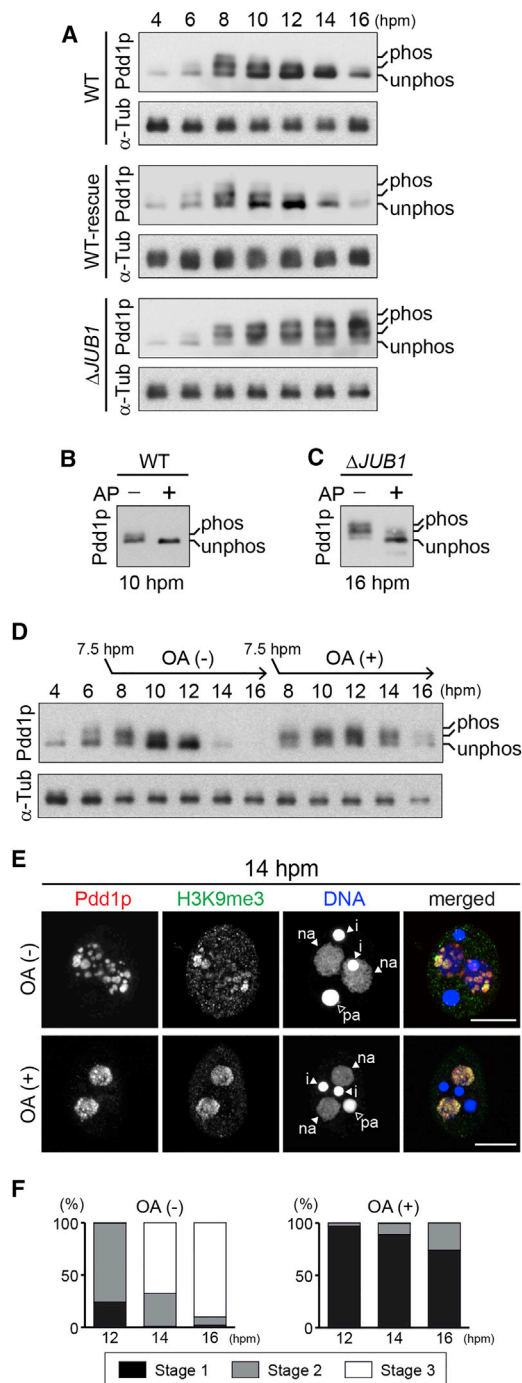 A
4 6 8 10 12 14 16 (hpm)
WT
Pdd1p
phos
unphos
α-Tub
WT-rescue
Pdd1p
phos
unphos
α-Tub
ΔJUB1
Pdd1p
phos
unphos
α-Tub
B
WT
AP − +
Pdd1p
phos
unphos
10 hpm
C
ΔJUB1
AP − +
Pdd1p
phos
unphos
16 hpm
D
7.5 hpm OA (-) 7.5 hpm OA (+)
4 6 8 10 12 14 16 8 10 12 14 16 (hpm)
Pdd1p
phos
unphos
α-Tub
E
14 hpm
Pdd1p H3K9me3 DNA merged
OA (-)
na i
i
na
pa
OA (+)
na
i i
na pa
F
(%) OA (-) (%) OA (+)
100 100
50 50
0 0
12 14 16 (hpm) 12 14 16 (hpm)
Stage 1 Stage 2 Stage 3